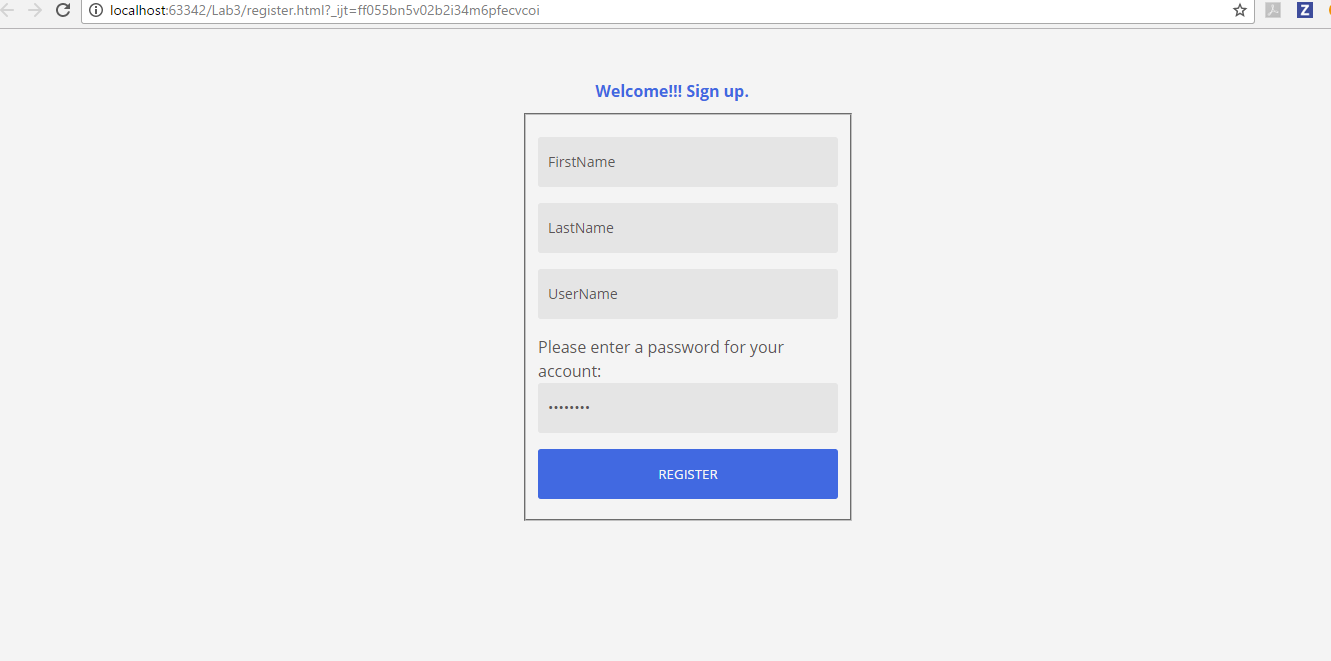 localhost:63342/Lab3/register.html?_ijt=ff055bn5v02b2i34m6pfecvcoi
Z
Welcome!!! Sign up.
FirstName
LastName
UserName
Please enter a password for your
account:
••••••••
REGISTER